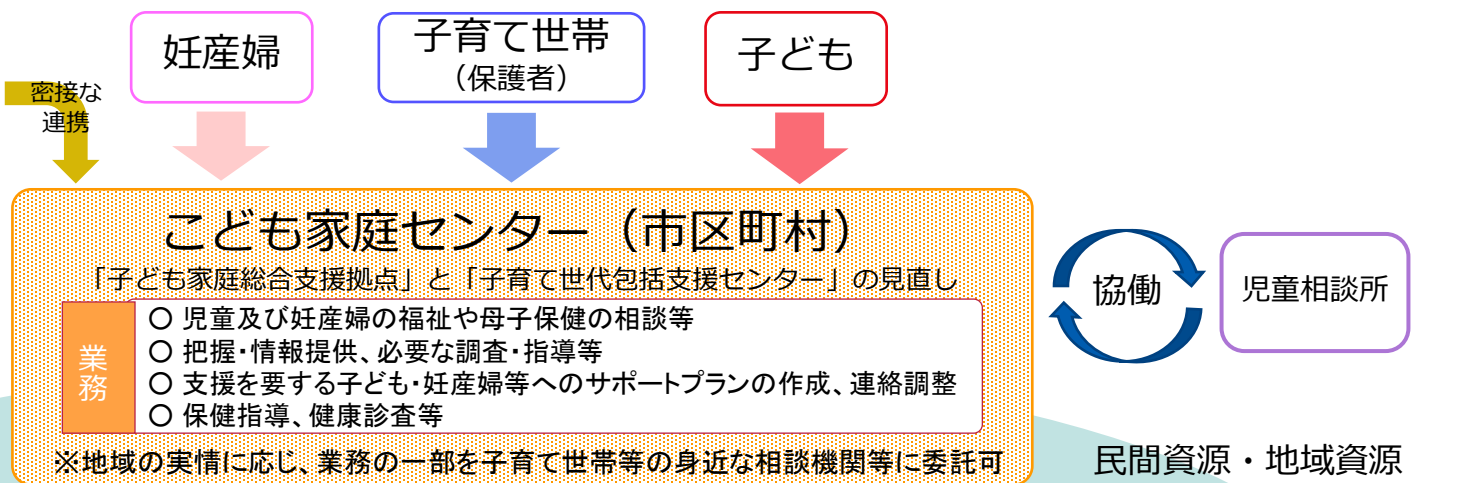 妊産婦
子育て世帯
（保護者）
子ども
密接な
連携
こども家庭センター（市区町村）
「子ども家庭総合支援拠点」と「子育て世代包括支援センター」の見直し
業務
〇 児童及び妊産婦の福祉や母子保健の相談等
〇 把握・情報提供、必要な調査・指導等
〇 支援を要する子ども・妊産婦等へのサポートプランの作成、連絡調整
〇 保健指導、健康診査等
※地域の実情に応じ、業務の一部を子育て世帯等の身近な相談機関等に委託可
協働
児童相談所
民間資源・地域資源